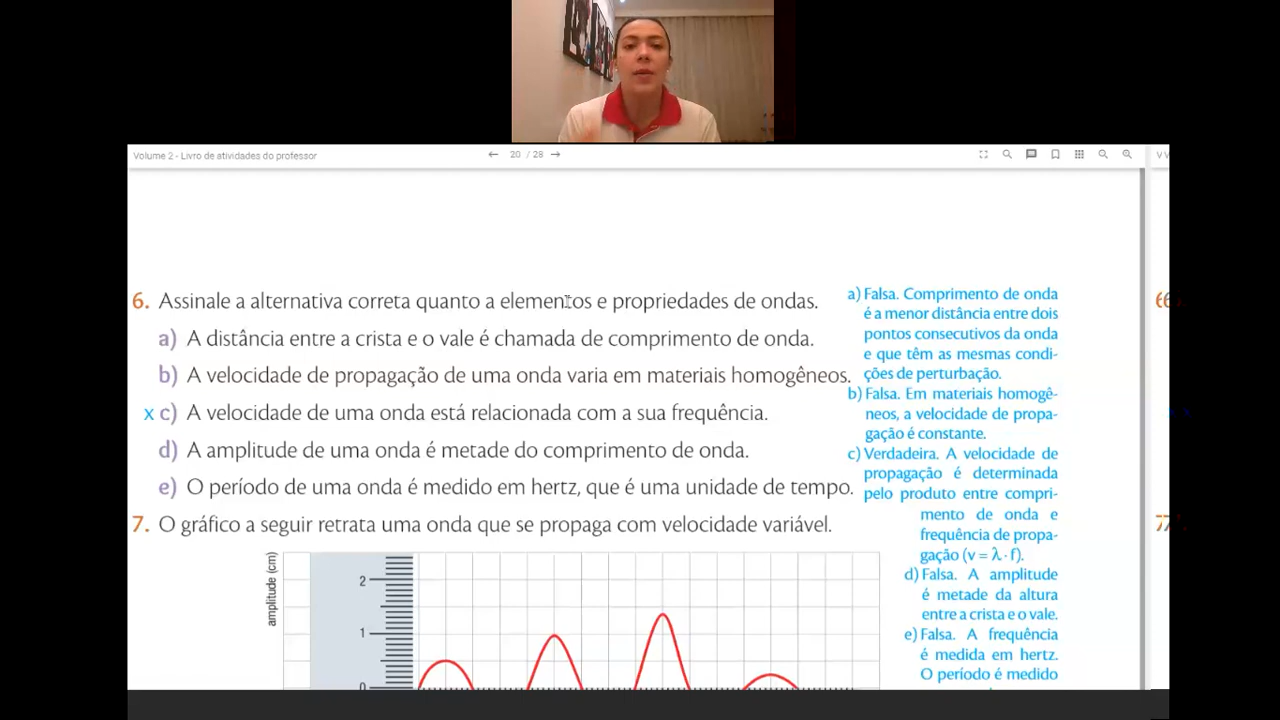 Volume 2 - Livro de atividades do professor
← 20 / 28 →
6. Assinale a alternativa correta quanto a elementos e propriedades de ondas.
a) A distância entre a crista e o vale é chamada de comprimento de onda.
b) A velocidade de propagação de uma onda varia em materiais homogêneos.
x c) A velocidade de uma onda está relacionada com a sua frequência.
d) A amplitude de uma onda é metade do comprimento de onda.
e) O período de uma onda é medido em hertz, que é uma unidade de tempo.
7. O gráfico a seguir retrata uma onda que se propaga com velocidade variável.
amplitude (cm)
2
1
0
a) Falsa. Comprimento de onda
é a menor distância entre dois
pontos consecutivos da onda
e que têm as mesmas condi-
ções de perturbação.
b) Falsa. Em materiais homogê-
neos, a velocidade de propa-
gação é constante.
c) Verdadeira. A velocidade de
propagação é determinada
pelo produto entre compri-
mento de onda e
frequência de propa-
gação (v = λ · f).
d) Falsa. A amplitude
é metade da altura
entre a crista e o vale.
e) Falsa. A frequência
é medida em hertz.
O período é medido